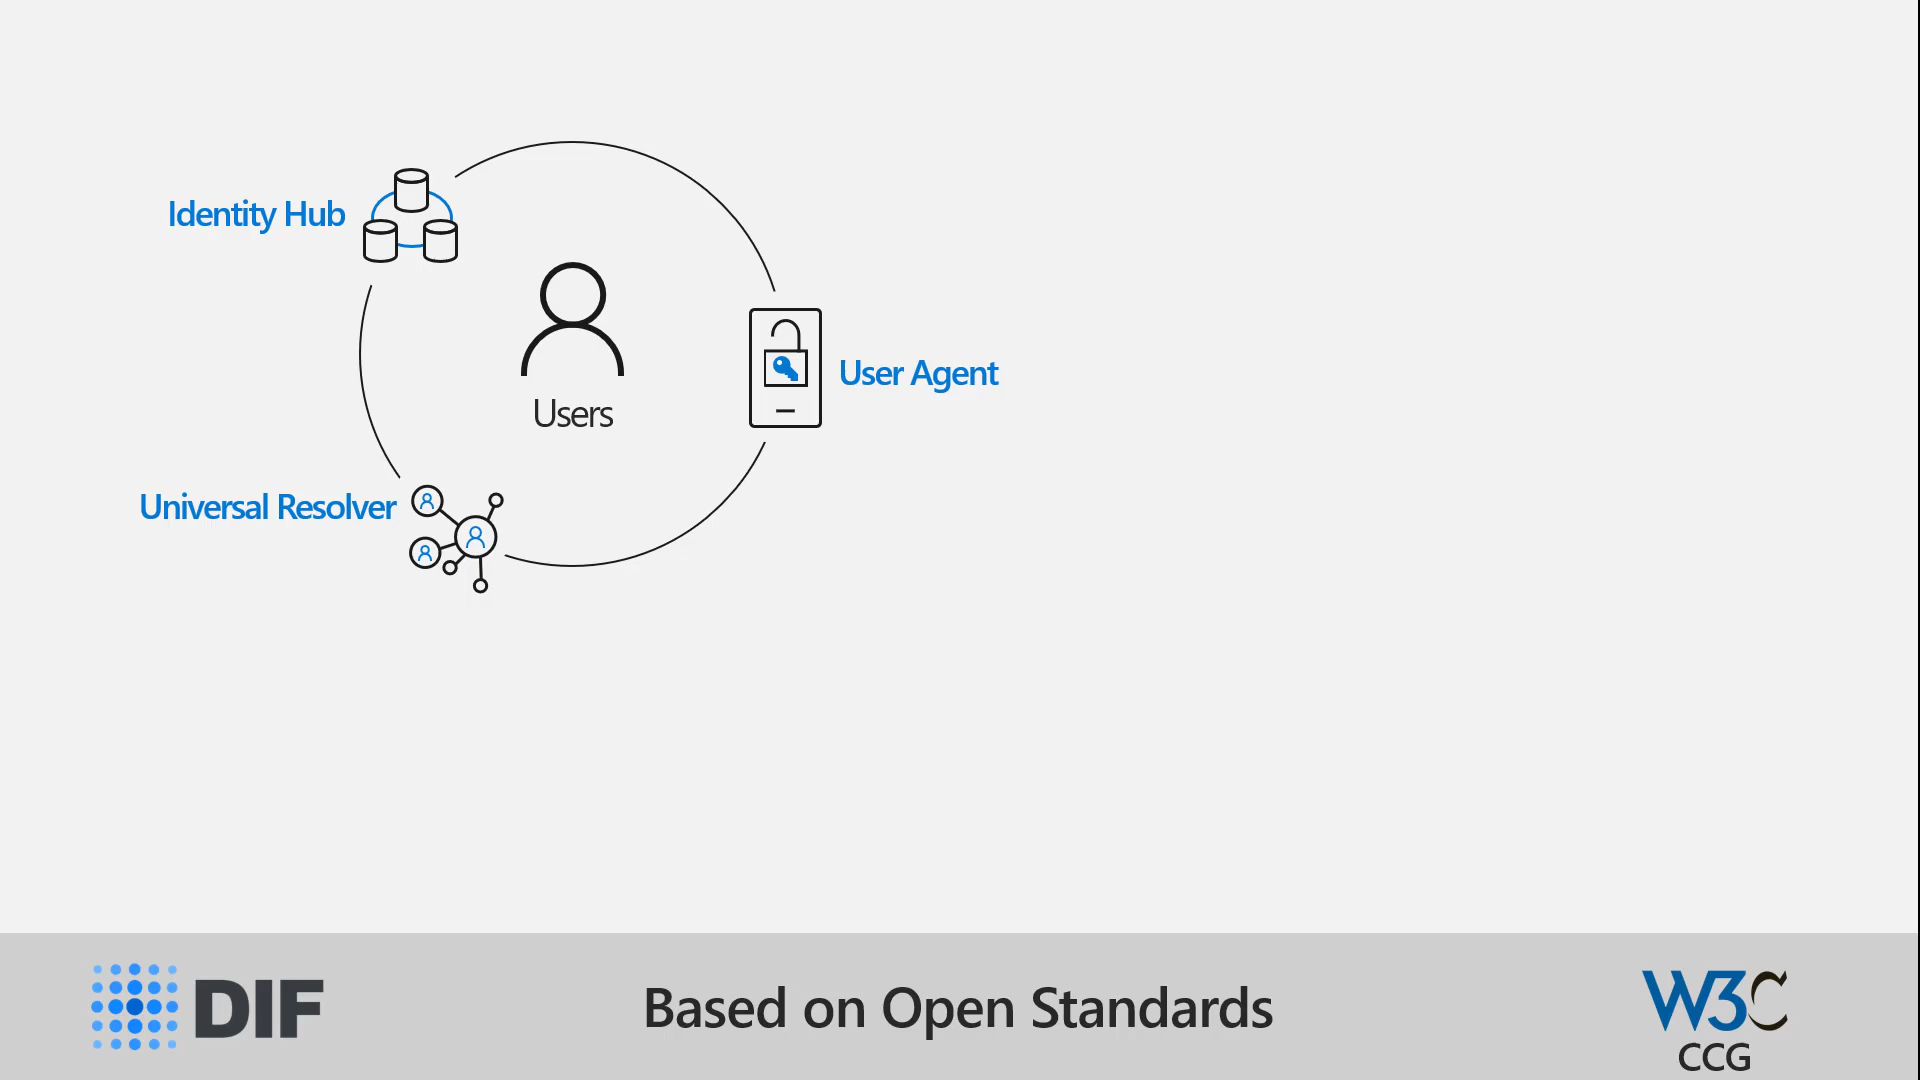 Identity Hub
User Agent
Users
Universal Resolver
DIF
Based on Open Standards
W3C
CCG